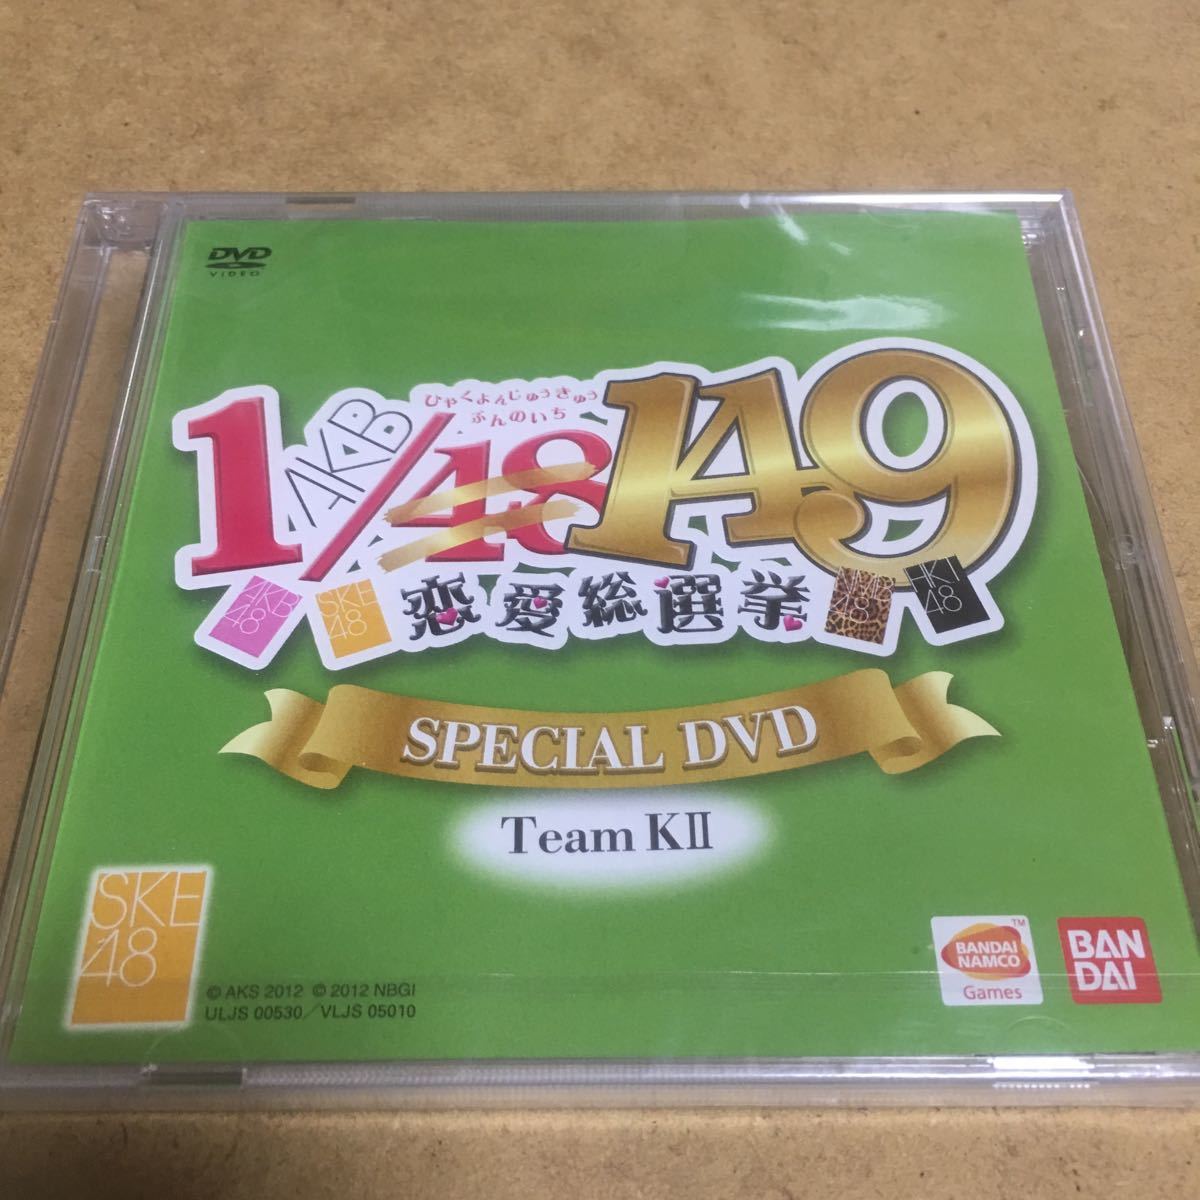 DVD
VIDEO
AKB
ひゃくよんじゅうきゅう
ぶんのいち
1/48 149
AKB
48
SKE
48
恋愛総選挙
NMB
48
HKT
48
SPECIAL DVD
Team KII
SKE
48
© AKS 2012 © 2012 NBGI
ULJS 00530／VLJS 05010
BANDAI
NAMCO
TM
Games
BAN
DAI